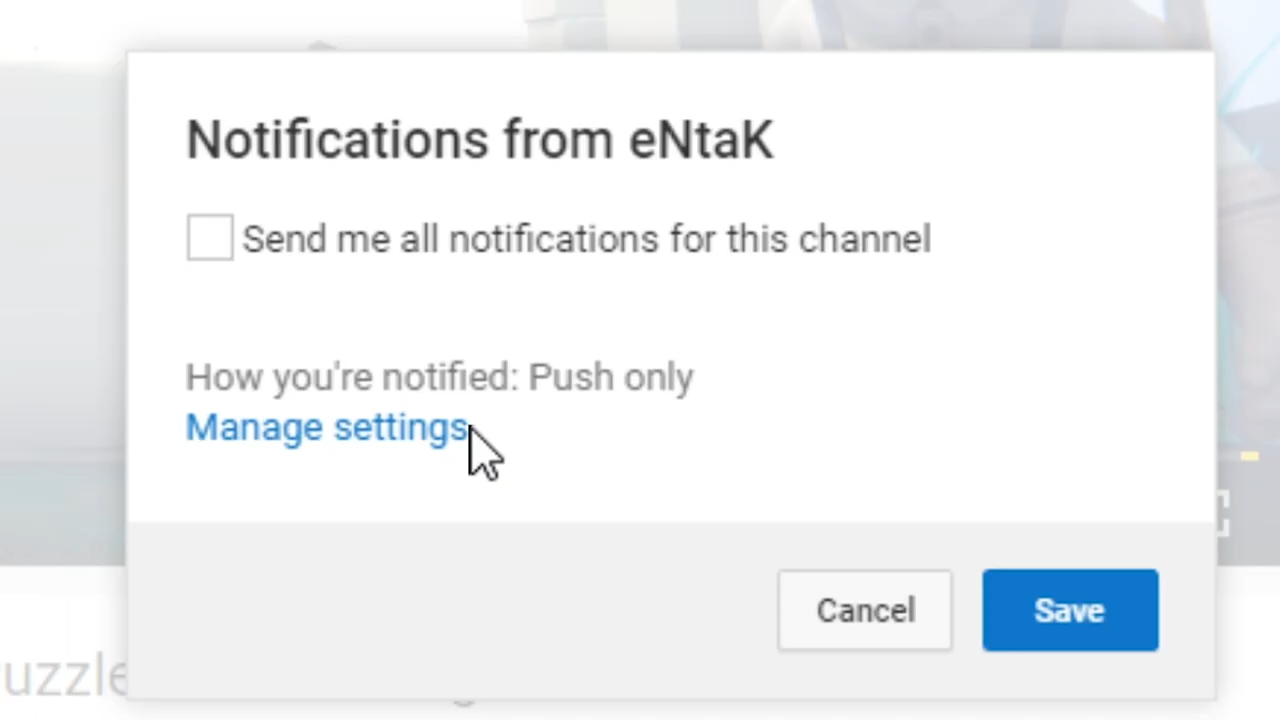 Notifications from eNtaK
Send me all notifications for this channel
How you're notified: Push only
Manage settings
Cancel
Save